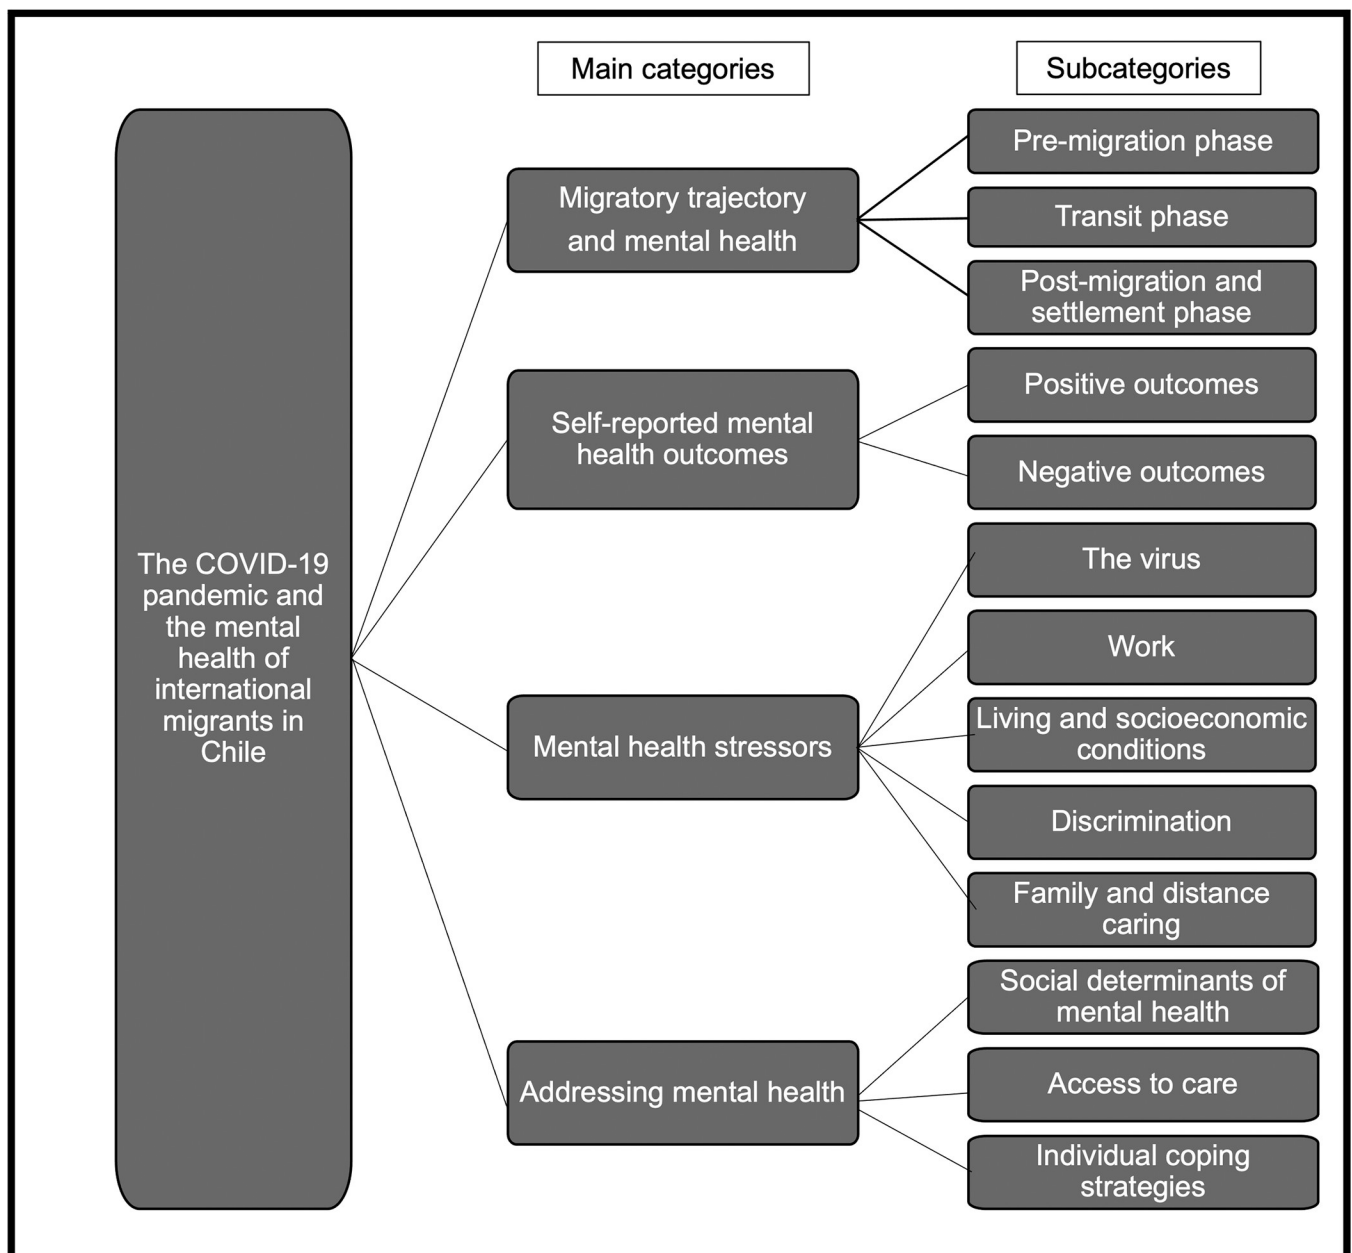 Main categories
Subcategories
The COVID-19
pandemic and
the mental
health of
international
migrants in
Chile
Migratory trajectory
and mental health
Pre-migration phase
Transit phase
Post-migration and
settlement phase
Self-reported mental
health outcomes
Positive outcomes
Negative outcomes
Mental health stressors
The virus
Work
Living and socioeconomic
conditions
Discrimination
Family and distance
caring
Addressing mental health
Social determinants of
mental health
Access to care
Individual coping
strategies